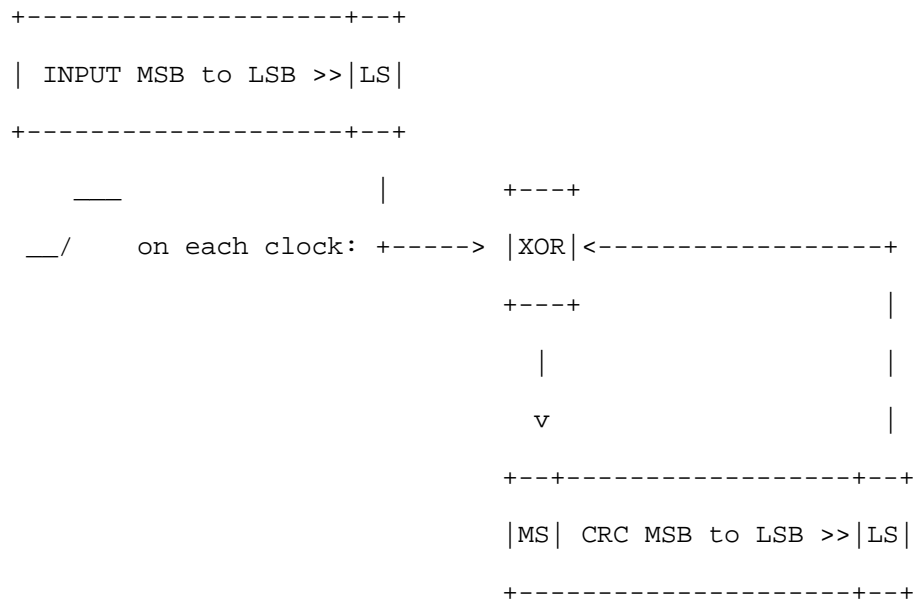 +--------------------+--+
| INPUT MSB to LSB >>|LS|
+--------------------+--+
    ___                 |       +---+
 __/    on each clock: +-----> |XOR|<------------------+
                                +---+                    |
                                  |                      |
                                  v                      |
                                +--+------------------+--+
                                |MS| CRC MSB to LSB >>|LS|
                                +---------------------+--+